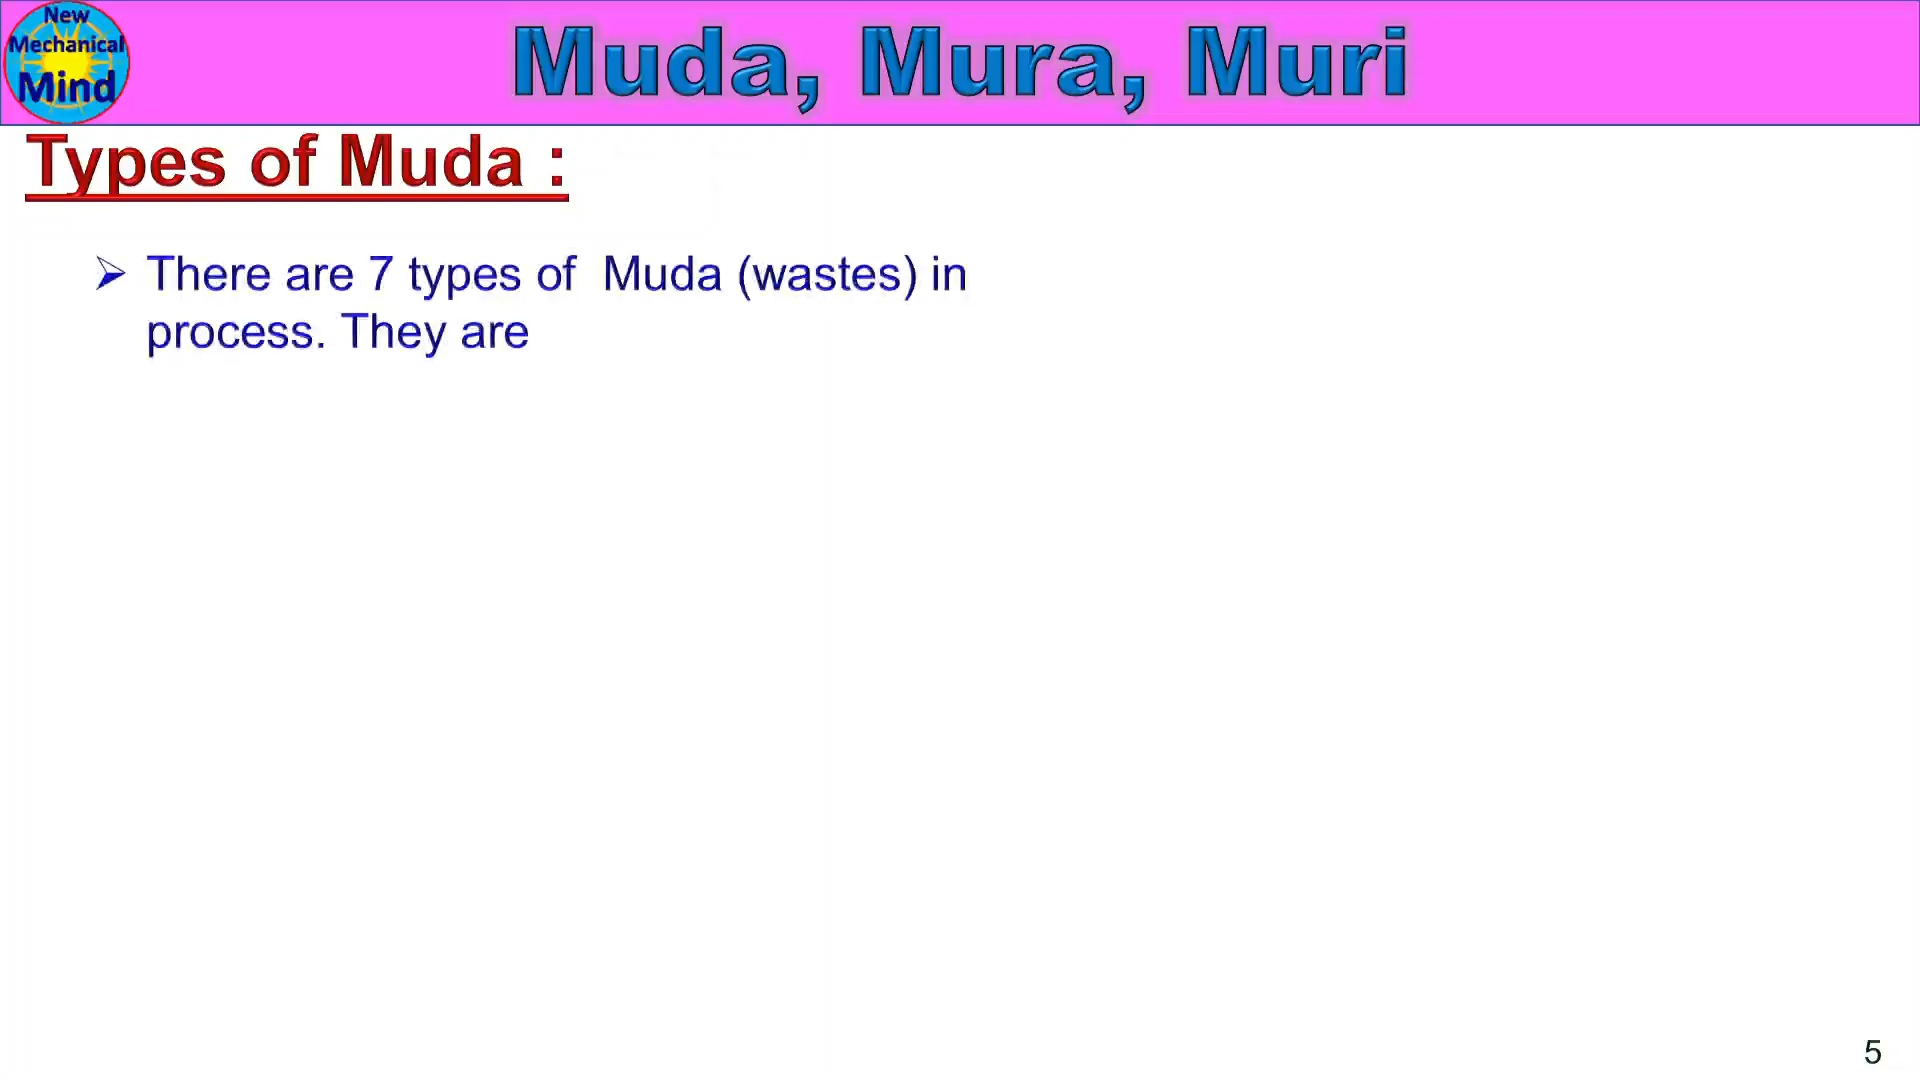 New
Mechanical
Mind
Muda, Mura, Muri
Types of Muda :
➢ There are 7 types of  Muda (wastes) in
process. They are
5